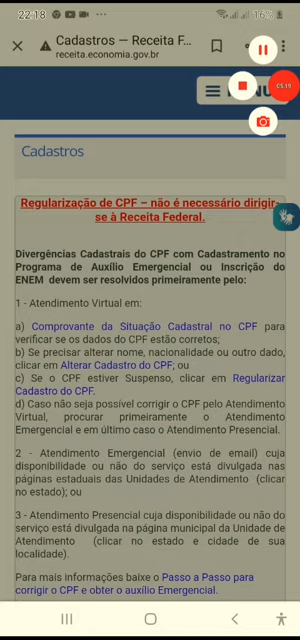 22:18
16%
Cadastros — Receita F...
receita.economia.gov.br
05:19
Cadastros
Regularização de CPF – não é necessário dirigir-
se à Receita Federal.
Divergências Cadastrais do CPF com Cadastramento no
Programa de Auxílio Emergencial ou Inscrição do
ENEM devem ser resolvidos primeiramente pelo:
1 - Atendimento Virtual em:
a) Comprovante da Situação Cadastral no CPF para
verificar se os dados do CPF estão corretos;
b) Se precisar alterar nome, nacionalidade ou outro dado,
clicar em Alterar Cadastro do CPF; ou
c) Se o CPF estiver Suspenso, clicar em Regularizar
Cadastro do CPF.
d) Caso não seja possível corrigir o CPF pelo Atendimento
Virtual, procurar primeiramente o Atendimento
Emergencial e em último caso o Atendimento Presencial.
2 - Atendimento Emergencial (envio de email) cuja
disponibilidade ou não do serviço está divulgada nas
páginas estaduais das Unidades de Atendimento (clicar
no estado); ou
3 - Atendimento Presencial cuja disponibilidade ou não do
serviço está divulgada na página municipal da Unidade de
Atendimento (clicar no estado e cidade de sua
localidade).
Para mais informações baixe o Passo a Passo para
corrigir o CPF e obter o auxílio Emergencial.